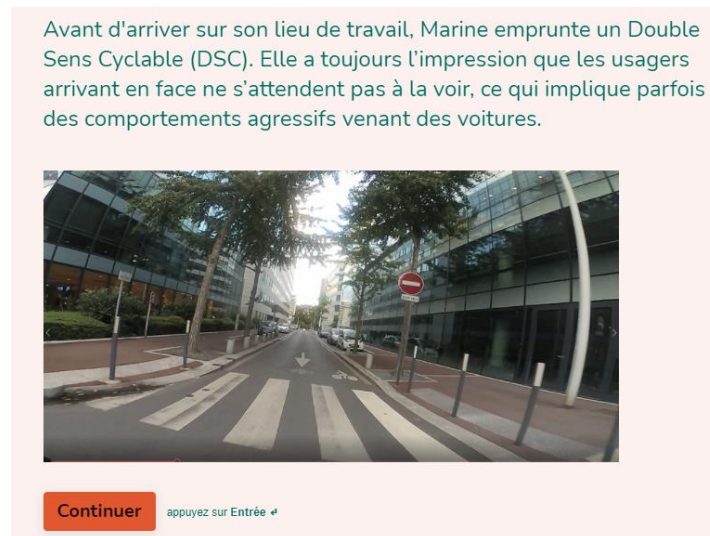 Avant d'arriver sur son lieu de travail, Marine emprunte un Double
Sens Cyclable (DSC). Elle a toujours l’impression que les usagers
arrivant en face ne s’attendent pas à la voir, ce qui implique parfois
des comportements agressifs venant des voitures.
Continuer
appuyez sur Entrée ↵